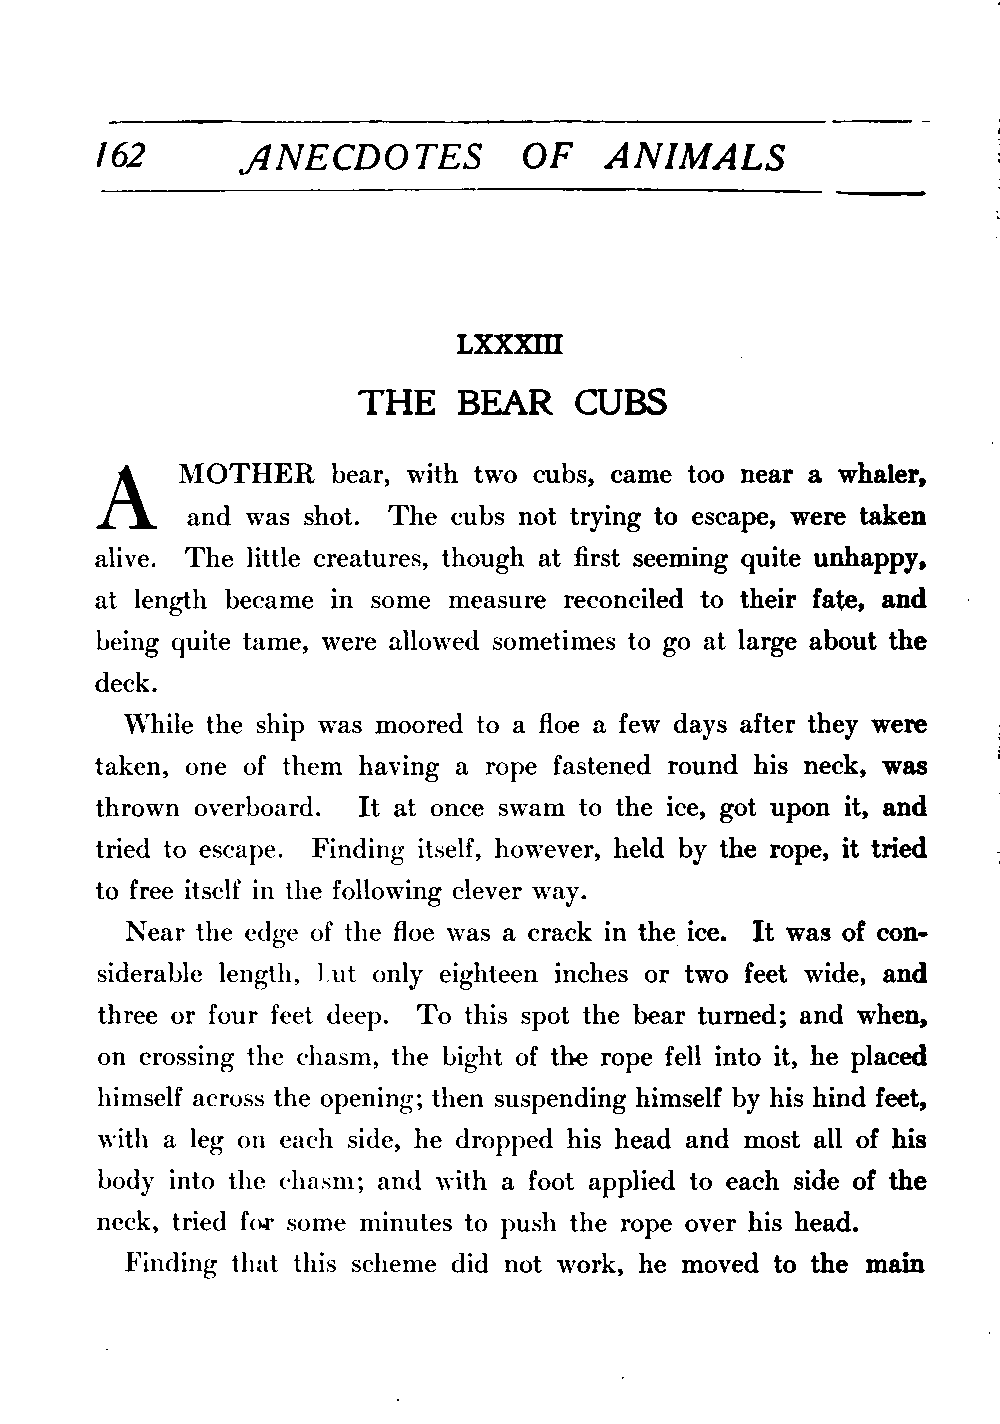 162 ANECDOTES OF ANIMALS
LXXXIII
THE BEAR CUBS
A MOTHER bear, with two cubs, came too near a whaler,
and was shot. The cubs not trying to escape, were taken
alive. The little creatures, though at first seeming quite unhappy,
at length became in some measure reconciled to their fate, and
being quite tame, were allowed sometimes to go at large about the
deck.
While the ship was moored to a floe a few days after they were
taken, one of them having a rope fastened round his neck, was
thrown overboard. It at once swam to the ice, got upon it, and
tried to escape. Finding itself, however, held by the rope, it tried
to free itself in the following clever way.
Near the edge of the floe was a crack in the ice. It was of con-
siderable length, but only eighteen inches or two feet wide, and
three or four feet deep. To this spot the bear turned; and when,
on crossing the chasm, the bight of the rope fell into it, he placed
himself across the opening; then suspending himself by his hind feet,
with a leg on each side, he dropped his head and most all of his
body into the chasm; and with a foot applied to each side of the
neck, tried for some minutes to push the rope over his head.
Finding that this scheme did not work, he moved to the main